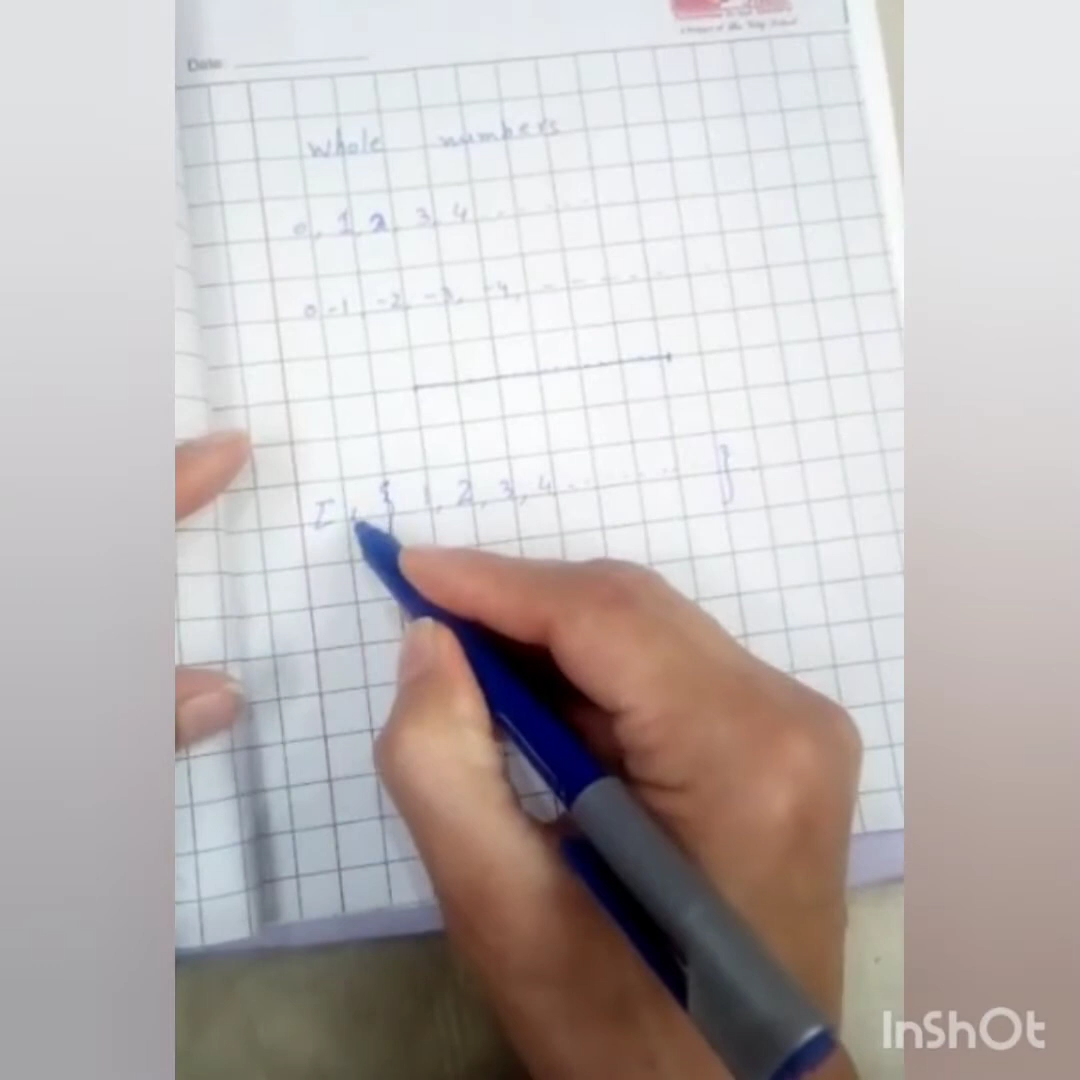 Date
Whole numbers
0, 1, 2, 3, 4 ........
0, -1, -2, -3, -4, ........
I, { 1, 2, 3, 4 ........ }
InShOt